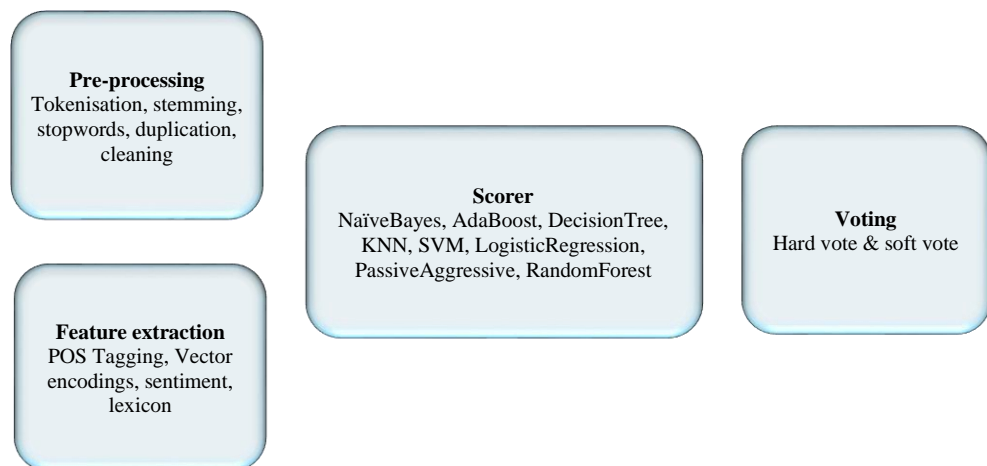 Pre-processing
Tokenisation, stemming,
stopwords, duplication,
cleaning
Feature extraction
POS Tagging, Vector
encodings, sentiment,
lexicon
Scorer
NaïveBayes, AdaBoost, DecisionTree,
KNN, SVM, LogisticRegression,
PassiveAggressive, RandomForest
Voting
Hard vote & soft vote